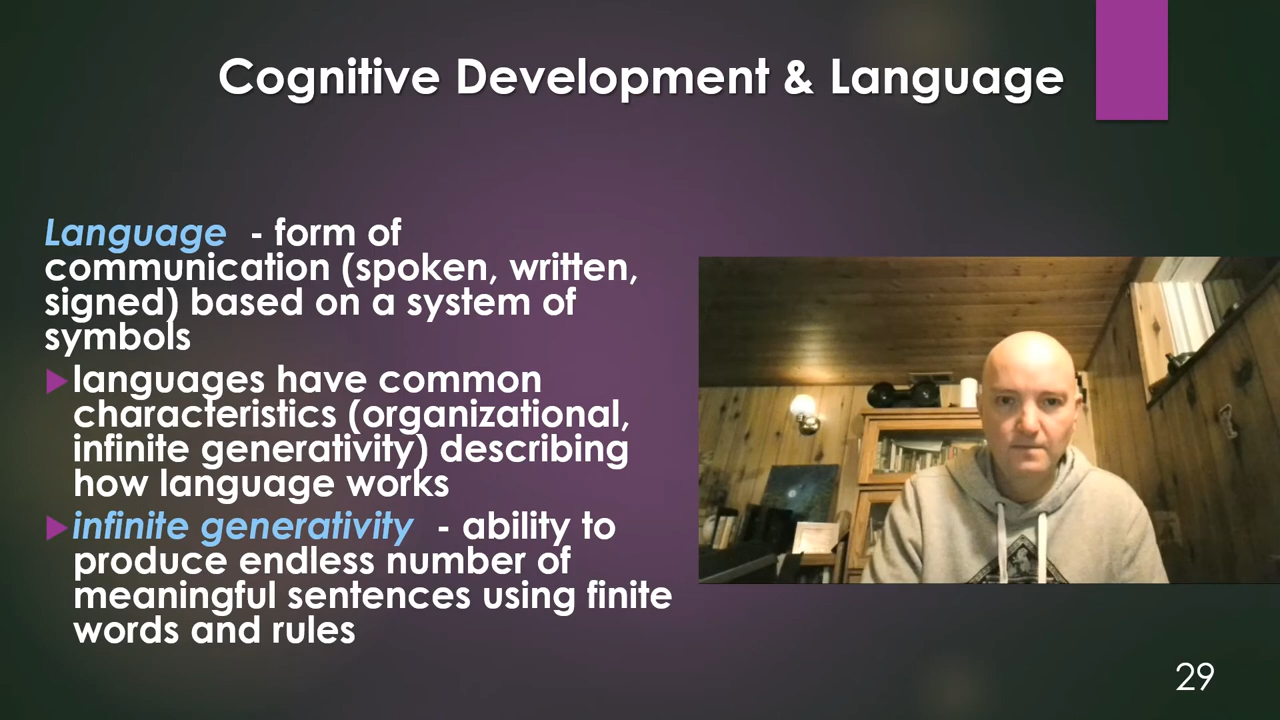 Cognitive Development & Language
Language - form of
communication (spoken, written,
signed) based on a system of
symbols
languages have common
characteristics (organizational,
infinite generativity) describing
how language works
infinite generativity - ability to
produce endless number of
meaningful sentences using finite
words and rules
29